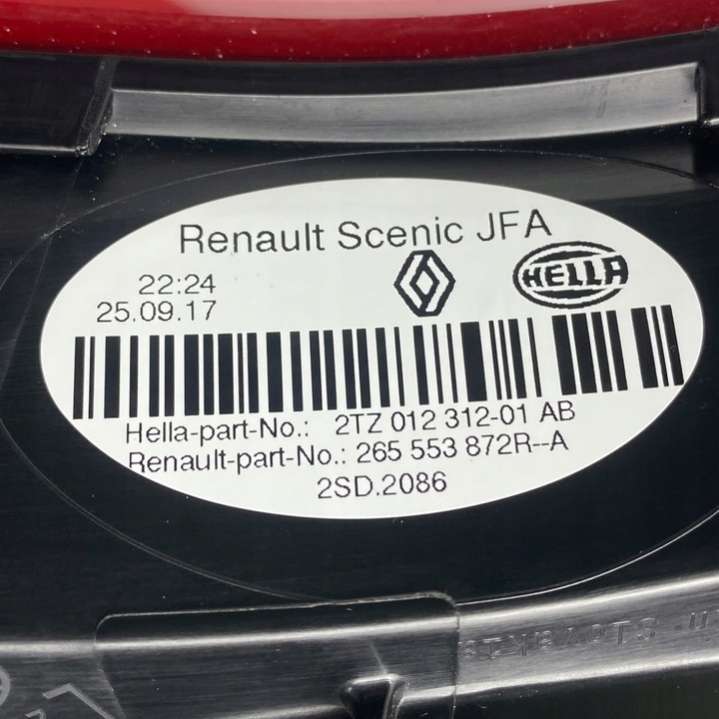 Renault Scenic JFA
22:24
25.09.17
HELLA
Hella-part-No.: 2TZ 012 312-01 AB
Renault-part-No.: 265 553 872R--A
2SD.2086